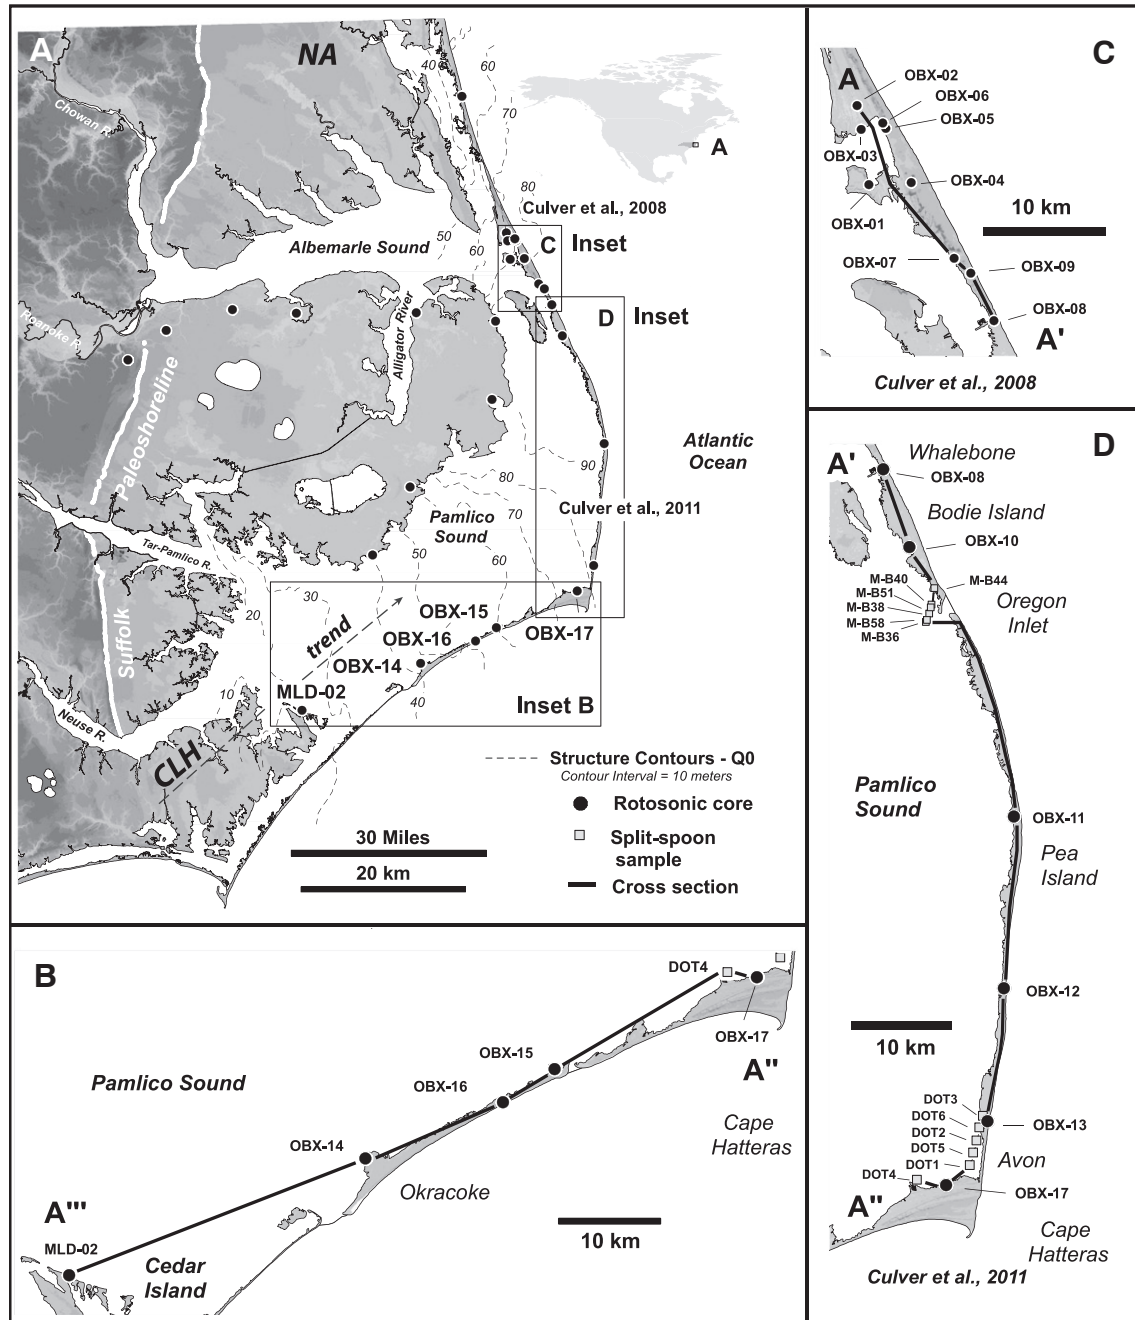 A
NA
40
60
70
Chowan R.
A
80
Culver et al., 2008
50
60
Albemarle Sound
C
Inset
D
Inset
Roanoke R.
Alligator River
Paleoshoreline
Atlantic
Ocean
90
80
Culver et al., 2011
70
Pamlico
Sound
Tar-Pamlico R.
50
60
20
30
OBX-15
trend
OBX-16
OBX-17
OBX-14
Suffolk
MLD-02
10
40
Inset B
Neuse R.
CLH
Structure Contours - Q0
Contour Interval = 10 meters
Rotosonic core
Split-spoon
sample
Cross section
30 Miles
20 km
B
DOT4
OBX-17
OBX-15
A"
Pamlico Sound
OBX-16
Cape
Hatteras
OBX-14
Okracoke
A'"
MLD-02
10 km
Cedar
Island
C
A
OBX-02
OBX-06
OBX-05
OBX-03
OBX-04
OBX-01
10 km
OBX-07
OBX-09
OBX-08
A'
Culver et al., 2008
D
Whalebone
A'
OBX-08
Bodie Island
OBX-10
M-B40
M-B44
M-B51
M-B38
Oregon
Inlet
M-B58
M-B36
Pamlico
Sound
OBX-11
Pea
Island
OBX-12
10 km
DOT3
DOT6
OBX-13
DOT2
DOT5
Avon
DOT1
DOT4
OBX-17
A"
Cape
Hatteras
Culver et al., 2011